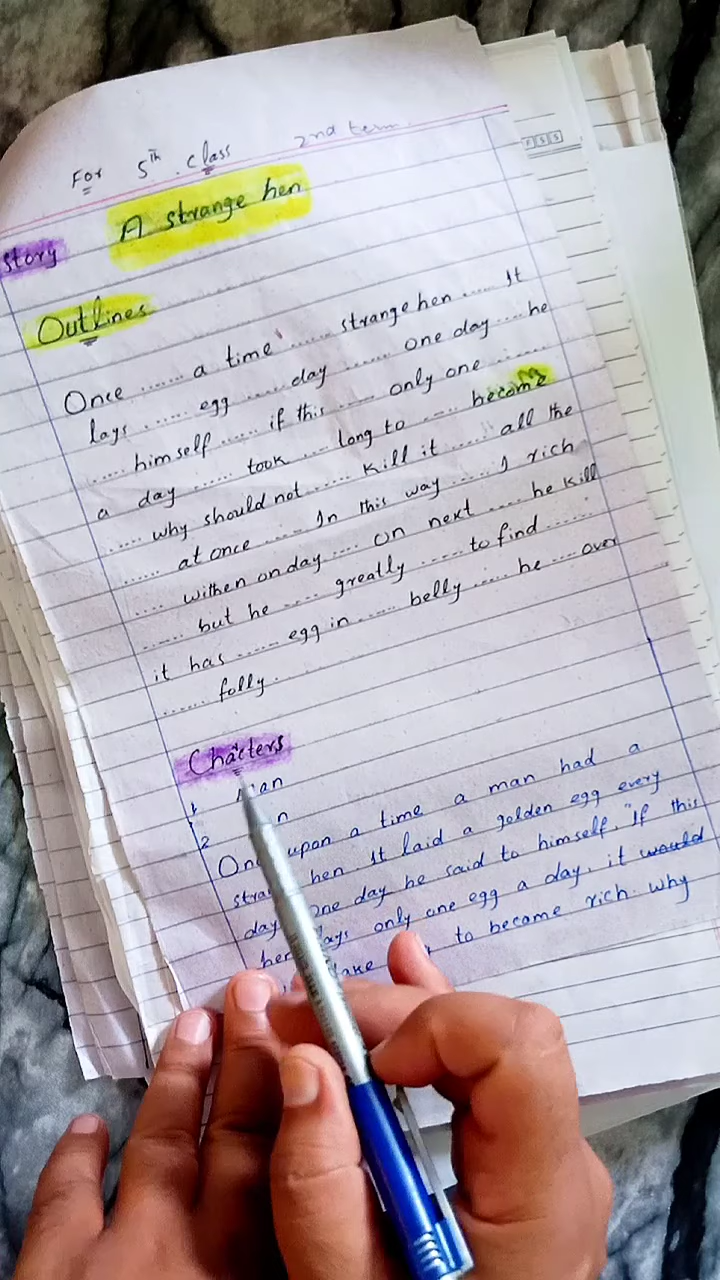 For 5th class 2nd term
A strange hen
Story
Outlines
Once ...... a time ...... strange hen ...... It
lays ...... egg ...... day ...... one day .... he
..... himself ..... if this ..... only one ......
a day ...... took ... long to ..... become
..... why should not .... kill it ..... all the
...... at once .... In this way .... I rich
.... withen on day .... on next .... he kill
...... but he .... greatly ..... to find .....
it has ...... egg in ..... belly ..... he .... over
...... folly.
Chacters
1
2
upon a time a man had a
hen It laid a golden egg every
day One day he said to himself. "If this
only one egg a day. it would
to become rich. why